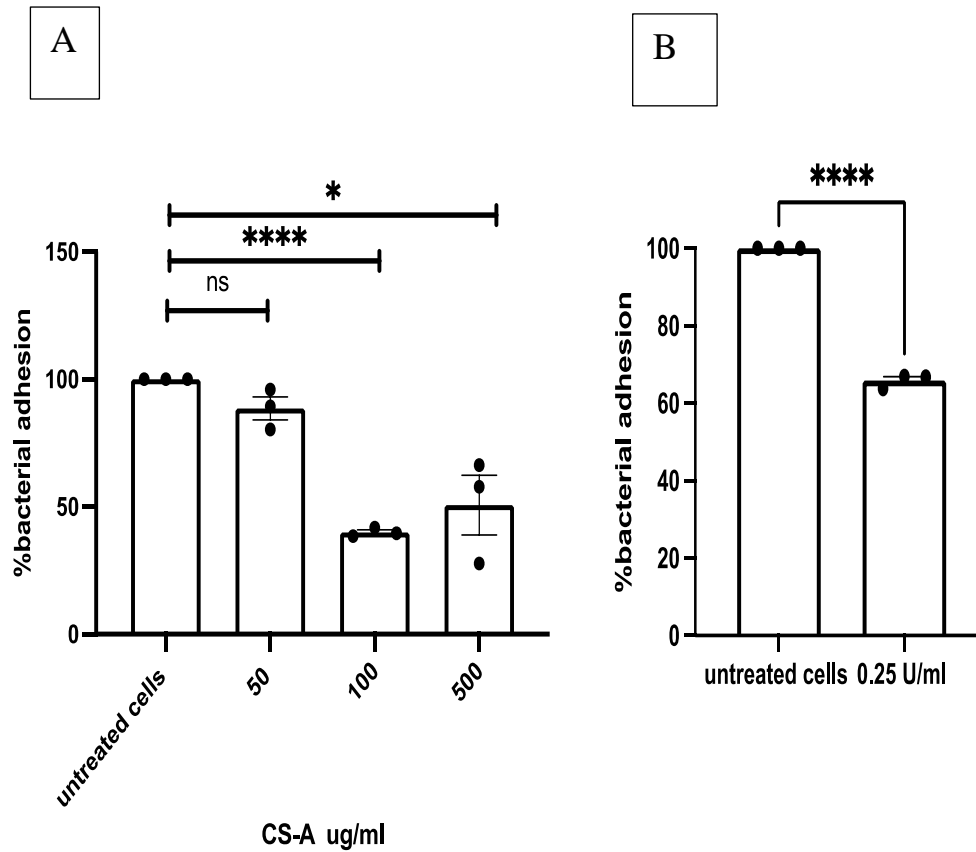 A
B
*
****
ns
****
150
100
50
0
%bacterial adhesion
untreated cells
50
100
500
CS-A ug/ml
100
80
60
40
20
0
%bacterial adhesion
untreated cells 0.25 U/ml